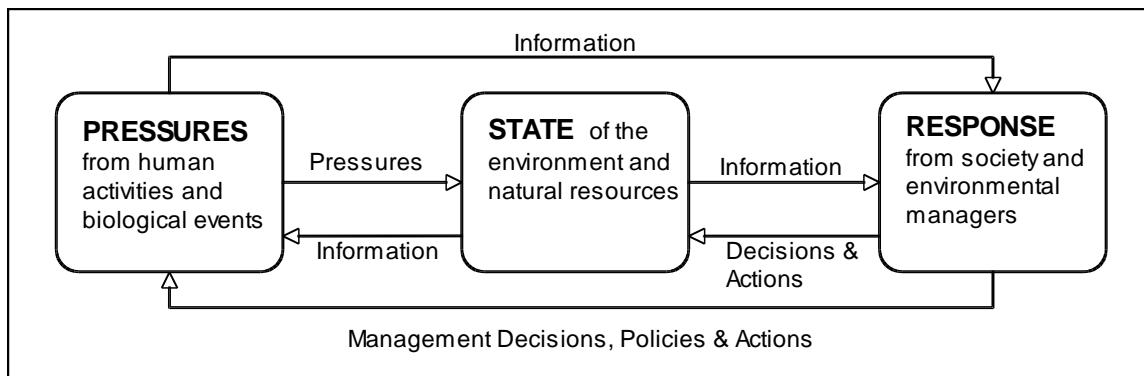 Information
PRESSURES
from human
activities and
biological events
Pressures
Information
STATE of the
environment and
natural resources
Information
Decisions &
Actions
RESPONSE
from society and
environmental
managers
Management Decisions, Policies & Actions